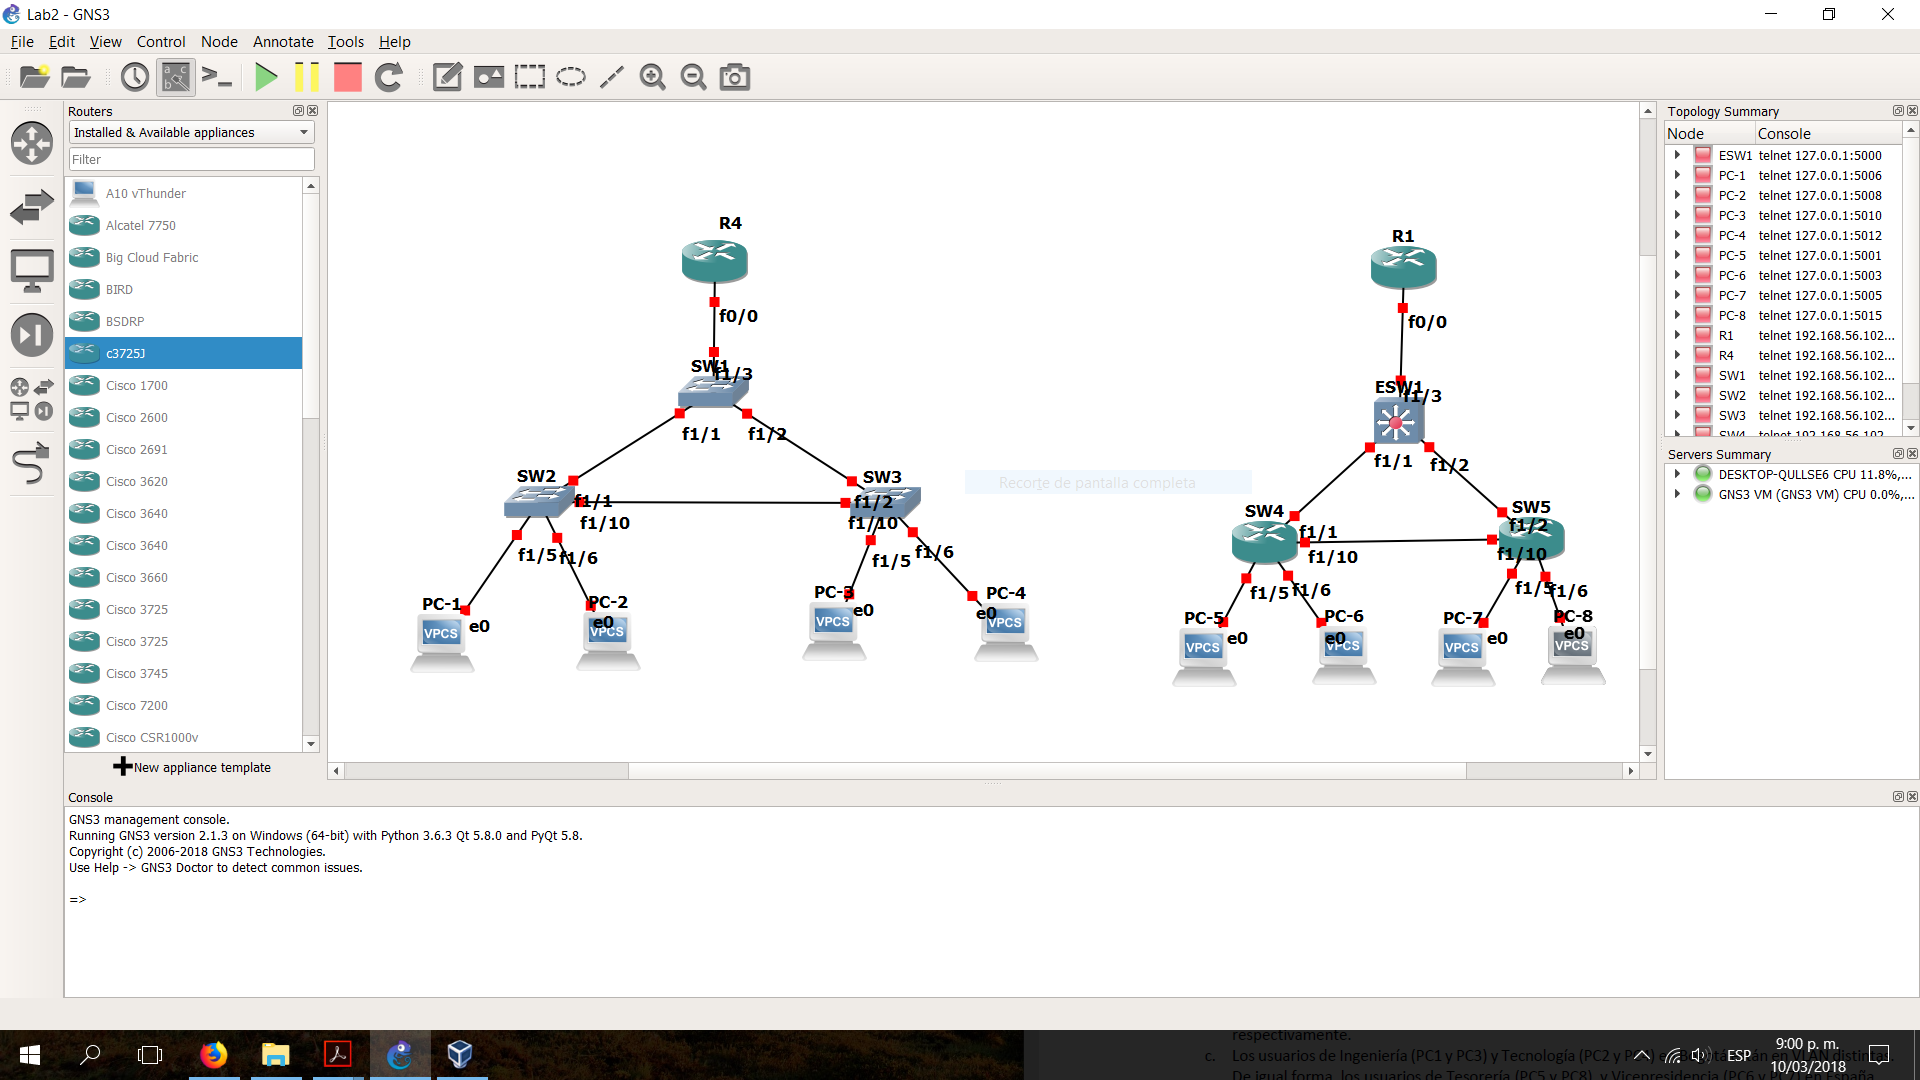 Lab2 - GNS3
File Edit View Control Node Annotate Tools Help
Routers
Installed & Available appliances
Filter
A10 vThunder
Alcatel 7750
Big Cloud Fabric
BIRD
BSDRP
c3725J
Cisco 1700
Cisco 2600
Cisco 2691
Cisco 3620
Cisco 3640
Cisco 3640
Cisco 3660
Cisco 3725
Cisco 3725
Cisco 3745
Cisco 7200
Cisco CSR1000v
New appliance template
R4
f0/0
SW1
f1/3
f1/1
f1/2
SW2
f1/1
f1/10
f1/5
f1/6
SW3
f1/2
f1/10
f1/5
f1/6
PC-1
e0
VPCS
PC-2
e0
VPCS
PC-3
e0
VPCS
PC-4
e0
VPCS
Recorte de pantalla completa
R1
f0/0
ESW1
f1/3
f1/1
f1/2
SW4
f1/1
f1/10
f1/5
f1/6
SW5
f1/2
f1/10
f1/5
f1/6
PC-5
e0
VPCS
PC-6
e0
VPCS
PC-7
e0
VPCS
PC-8
e0
VPCS
Topology Summary
Node Console
ESW1 telnet 127.0.0.1:5000
PC-1 telnet 127.0.0.1:5006
PC-2 telnet 127.0.0.1:5008
PC-3 telnet 127.0.0.1:5010
PC-4 telnet 127.0.0.1:5012
PC-5 telnet 127.0.0.1:5001
PC-6 telnet 127.0.0.1:5003
PC-7 telnet 127.0.0.1:5005
PC-8 telnet 127.0.0.1:5015
R1 telnet 192.168.56.102...
R4 telnet 192.168.56.102...
SW1 telnet 192.168.56.102...
SW2 telnet 192.168.56.102...
SW3 telnet 192.168.56.102...
SW4 telnet 192.168.56.102...
Servers Summary
DESKTOP-QULLSE6 CPU 11.8%,...
GNS3 VM (GNS3 VM) CPU 0.0%,...
Console
GNS3 management console.
Running GNS3 version 2.1.3 on Windows (64-bit) with Python 3.6.3 Qt 5.8.0 and PyQt 5.8.
Copyright (c) 2006-2018 GNS3 Technologies.
Use Help -> GNS3 Doctor to detect common issues.
=>
respectivamente.
c. Los usuarios de Ingeniería (PC1 y PC3) y Tecnología (PC2 y en VLAN distintas.
De igual forma, los usuarios de Tesorería (PC5 y PC8), y Vicepresidencia (PC6 y en España
ESP
9:00 p. m.
10/03/2018